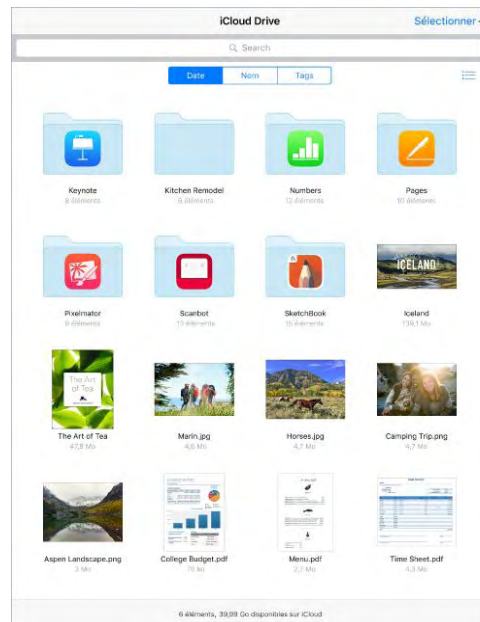 iCloud Drive
Sélectionner
Search
Date
Nom
Tags
Keynote
8 éléments
Kitchen Remodel
6 éléments
Numbers
12 éléments
Pages
10 éléments
Pixelmator
9 éléments
Scanbot
13 éléments
SketchBook
15 éléments
ICELAND
Iceland
139,1 Mo
The Art
of Tea
The Art of Tea
47,8 Mo
Marin.jpg
4,6 Mo
Horses.jpg
4,7 Mo
Camping Trip.png
4,7 Mo
Aspen Landscape.png
3 Mo
College Budget.pdf
79 ko
Menu.pdf
2,7 Mo
Time Sheet.pdf
4,3 Mo
6 éléments, 39,99 Go disponibles sur iCloud